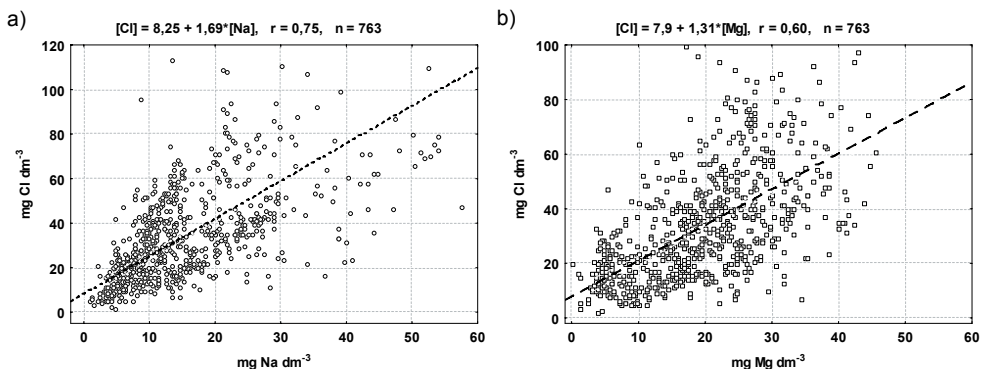 a)
[Cl] = 8,25 + 1,69*[Na], r = 0,75, n = 763
120
100
80
60
40
20
0
mg Cl dm-3
0 10 20 30 40 50 60
mg Na dm-3
b)
[Cl] = 7,9 + 1,31*[Mg], r = 0,60, n = 763
100
80
60
40
20
0
mg Cl dm-3
0 10 20 30 40 50 60
mg Mg dm-3